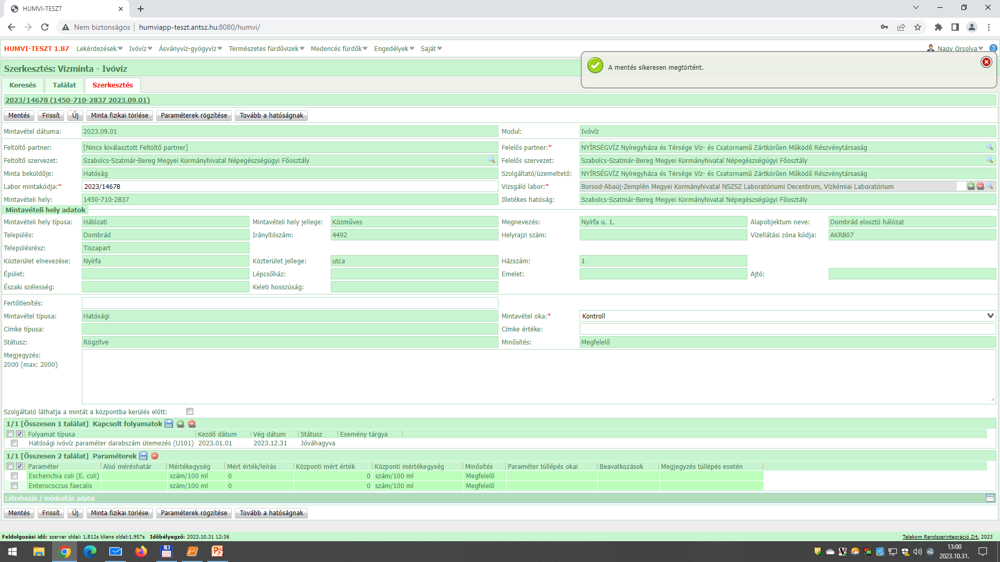 HUMVI-TESZT
Nem biztonságos humviapp-teszt.antsz.hu:8080/humvi/
HUMVI-TESZT 1.87 Lekérdezések Ivóvíz Ásványvíz-gyógyvíz Természetes fürdővizek Medencés fürdők Engedélyek Saját Nagy Orsolya
Szerkesztés: Vízminta - Ivóvíz
A mentés sikeresen megtörtént.
Keresés Találat Szerkesztés
2023/14678 (1450-710-2837 2023.09.01)
Mentés Frissít Új Minta fizikai törlése Paraméterek rögzítése Tovább a hatóságnak
Mintavétel dátuma: 2023.09.01 Modul: Ivóvíz
Feltöltő partner: [Nincs kiválasztott Feltöltő partner] Felelős partner:* NYÍRSÉGVÍZ Nyíregyháza és Térsége Víz- és Csatornamű Zártkörűen Működő Részvénytársaság
Feltöltő szervezet: Szabolcs-Szatmár-Bereg Megyei Kormányhivatal Népegészségügyi Főosztály Felelős szervezet: Szabolcs-Szatmár-Bereg Megyei Kormányhivatal Népegészségügyi Főosztály
Minta beküldője: Hatóság Szolgáltató/üzemeltető: NYÍRSÉGVÍZ Nyíregyháza és Térsége Víz- és Csatornamű Zártkörűen Működő Részvénytársaság
Labor mintakódja:* 2023/14678 Vizsgáló labor:* Borsod-Abaúj-Zemplén Megyei Kormányhivatal NSZSZ Laboratóriumi Decentrum, Vízkémiai Laboratórium
Mintavételi hely: 1450-710-2837 Illetékes hatóság: Szabolcs-Szatmár-Bereg Megyei Kormányhivatal Népegészségügyi Főosztály
Mintavételi hely adatok
Mintavételi hely típusa: Hálózati Mintavételi hely jellege: Közműves Megnevezés: Nyírfa u. 1. Alapobjektum neve: Dombrád elosztó hálózat
Település: Dombrád Irányítószám: 4492 Helyrajzi szám: Vízellátási zóna kódja: AKR807
Településrész: Tiszapart
Közterület elnevezése: Nyírfa Közterület jellege: utca Házszám: 1
Épület: Lépcsőház: Emelet: Ajtó:
Északi szélesség: Keleti hosszúság:
Fertőtlenítés:
Mintavétel típusa: Hatósági Mintavétel oka:* Kontroll
Címke típusa: Címke értéke:
Státusz: Rögzítve Minősítés: Megfelelő
Megjegyzés:
2000 (max: 2000)
Szolgáltató láthatja a mintát a központba kerülés előtt:
1/1 [Összesen 1 találat] Kapcsolt folyamatok
Folyamat típusa Kezdő dátum Vég dátum Státusz Esemény tárgya
Hatósági ivóvíz paraméter darabszám ütemezés (U101) 2023.01.01 2023.12.31 Jóváhagyva
1/1 [Összesen 2 találat] Paraméterek
Paraméter Alsó méréshatár Mértékegység Mért érték/leírás Központi mért érték Központi mértékegység Minősítés Paraméter túllépés okai Beavatkozások Megjegyzés túllépés esetén
Escherichia coli (E. coli) szám/100 ml 0 0 szám/100 ml Megfelelő
Enterococcus faecalis szám/100 ml 0 0 szám/100 ml Megfelelő
Létrehozás / módosítás adatai
Mentés Frissít Új Minta fizikai törlése Paraméterek rögzítése Tovább a hatóságnak
Feldolgozási idő: szerver oldal: 1,812s kliens oldal:1,957s Időbélyegző: 2023.10.31 12:36 Telekom Rendszerintegráció Zrt. 2023
13:00
2023.10.31.